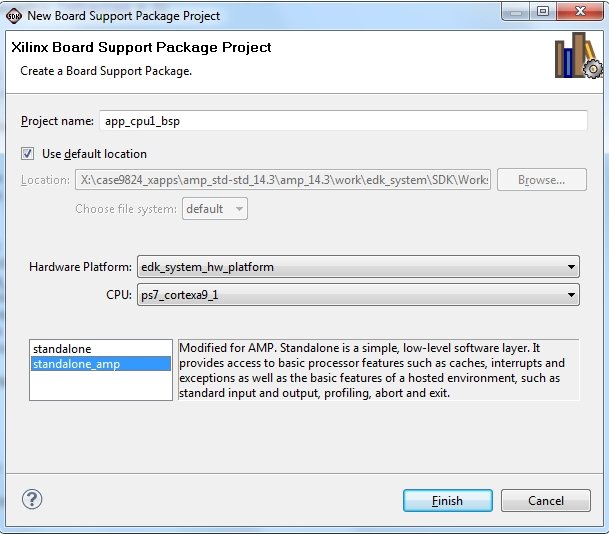 SDK New Board Support Package Project
Xilinx Board Support Package Project
Create a Board Support Package.
Project name: app_cpu1_bsp
Use default location
Location: X:\case9824_xapps\amp_std-std_14.3\amp_14.3\work\edk_system\SDK\Works Browse...
Choose file system: default
Hardware Platform: edk_system_hw_platform
CPU: ps7_cortexa9_1
standalone
standalone_amp
Modified for AMP. Standalone is a simple, low-level software layer. It
provides access to basic processor features such as caches, interrupts and
exceptions as well as the basic features of a hosted environment, such as
standard input and output, profiling, abort and exit.
? Finish Cancel